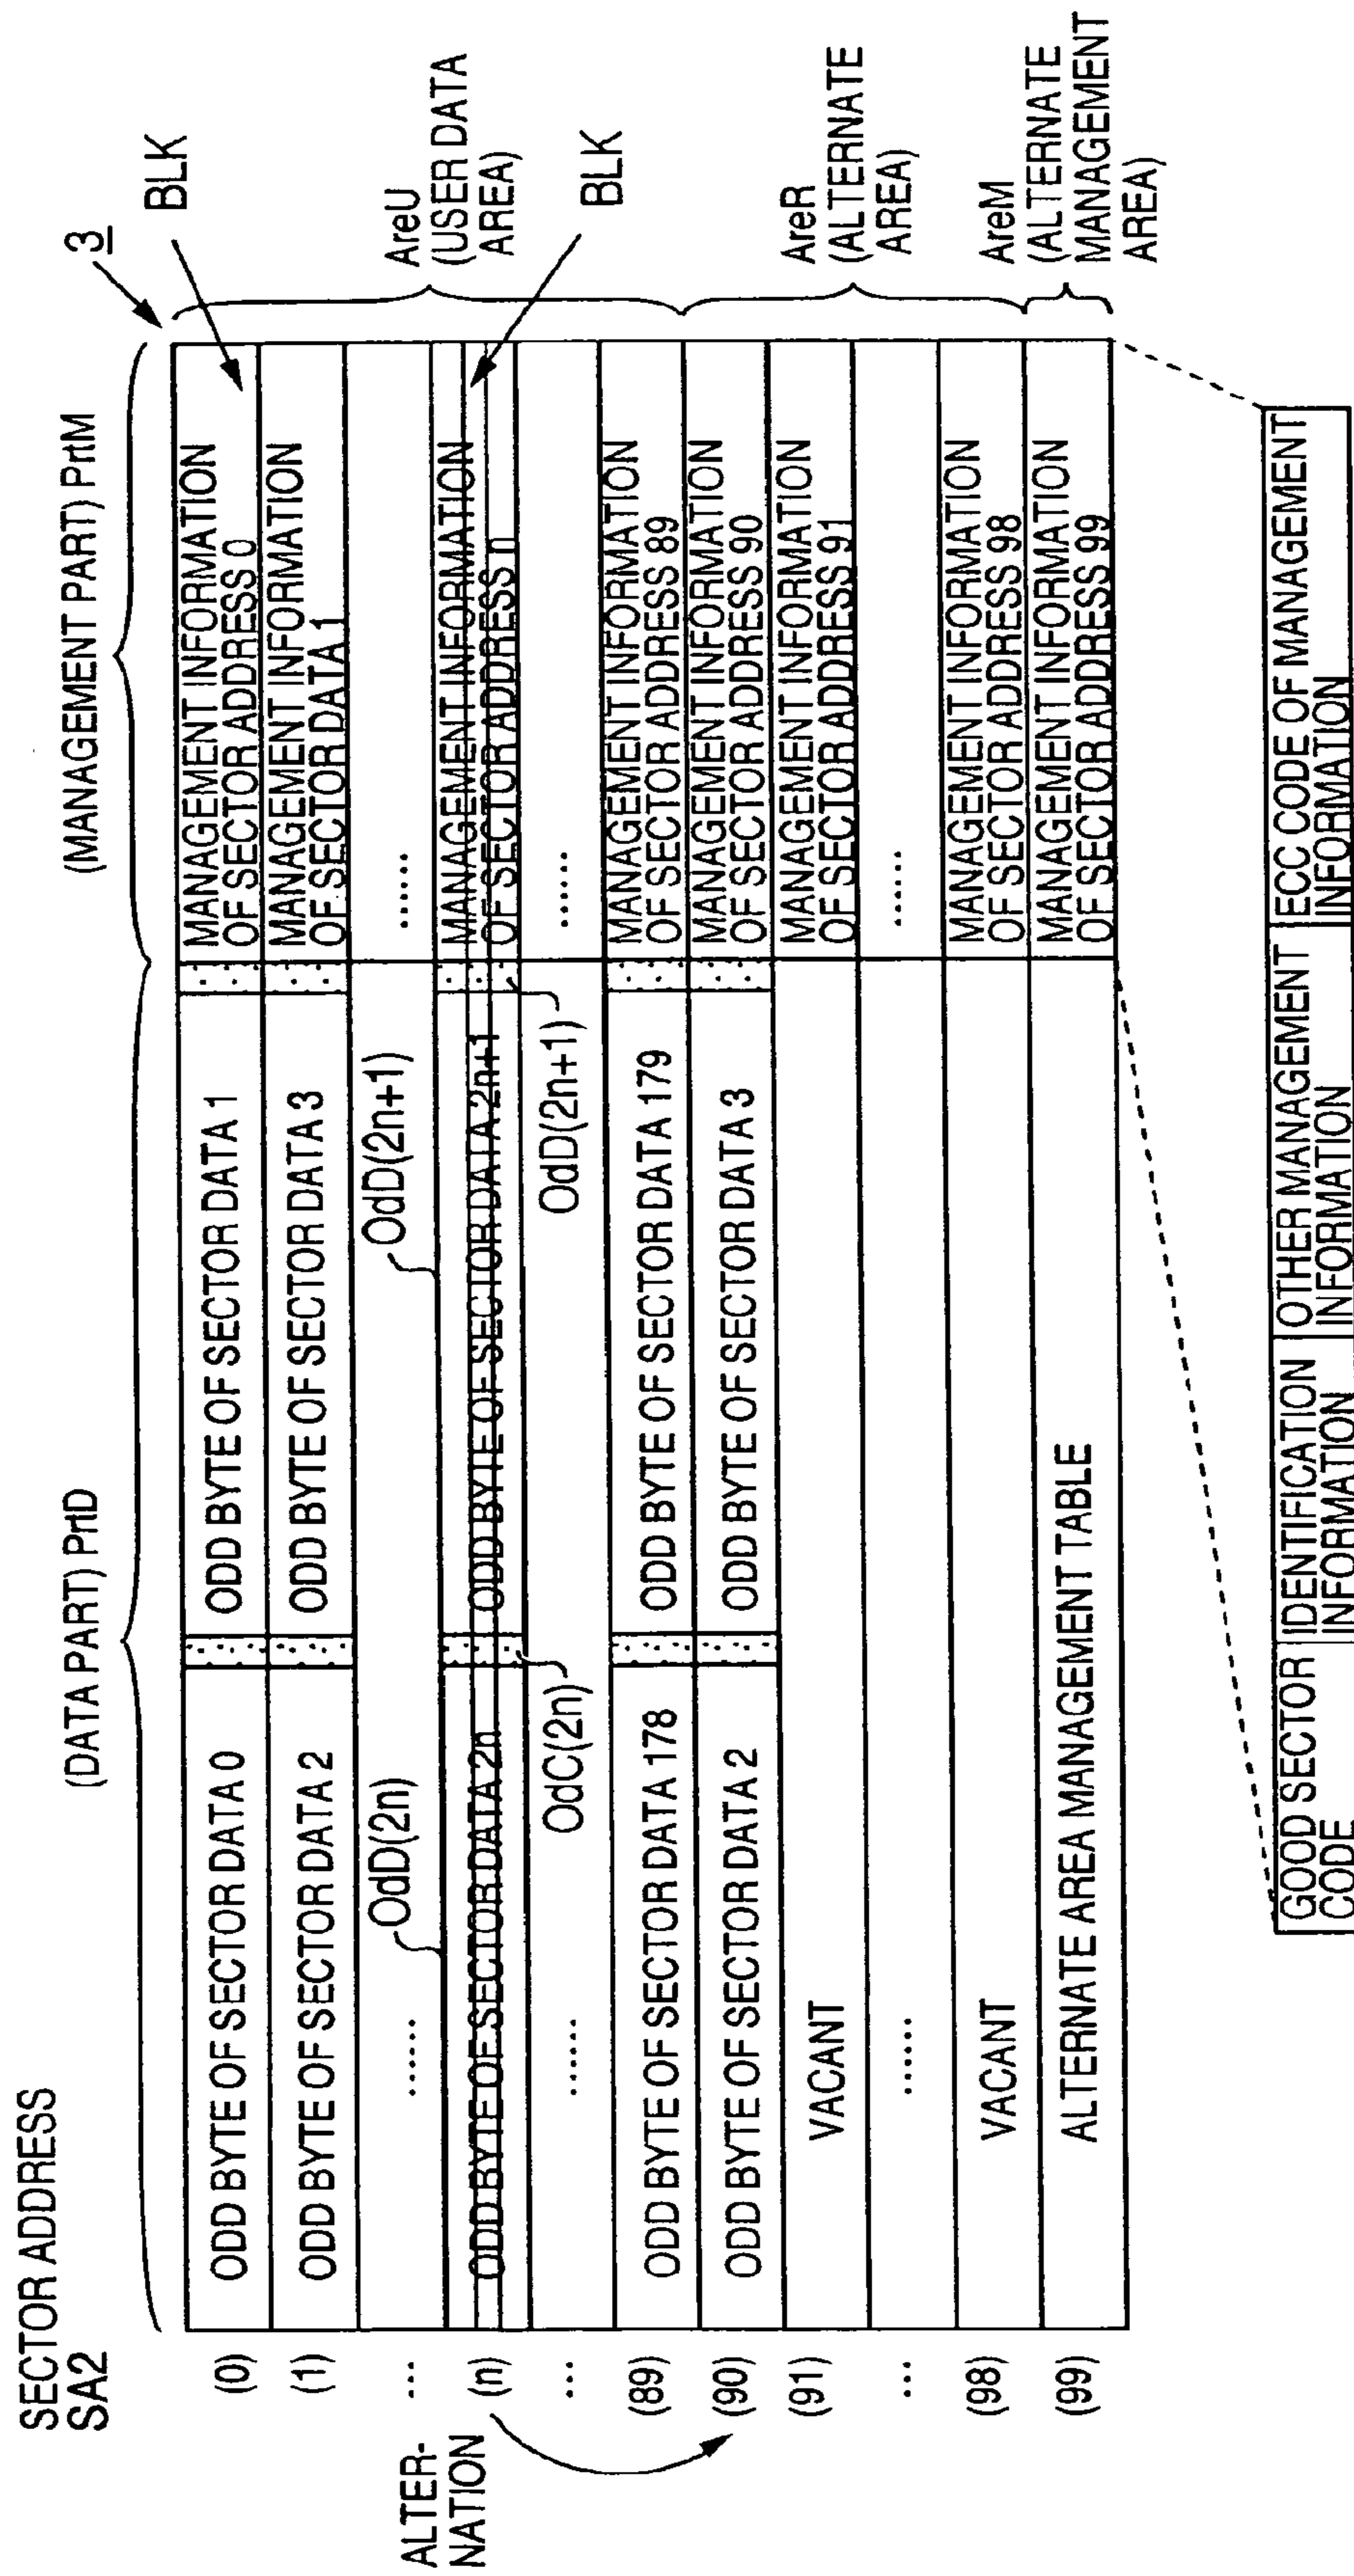 SECTOR ADDRESS
SA2
(DATA PART) PrtD
(MANAGEMENT PART) PrtM
3
BLK
(0)
ODD BYTE OF SECTOR DATA 0
ODD BYTE OF SECTOR DATA 1
MANAGEMENT INFORMATION
OF SECTOR ADDRESS 0
(1)
ODD BYTE OF SECTOR DATA 2
ODD BYTE OF SECTOR DATA 3
MANAGEMENT INFORMATION
OF SECTOR DATA 1
...
......
OdD(2n)
OdD(2n+1)
......
AreU
(USER DATA
AREA)
ALTER-
NATION
(n)
ODD BYTE OF SECTOR DATA 2n
ODD BYTE OF SECTOR DATA 2n+1
MANAGEMENT INFORMATION
OF SECTOR ADDRESS n
...
......
OdC(2n)
OdD(2n+1)
......
BLK
(89)
ODD BYTE OF SECTOR DATA 178
ODD BYTE OF SECTOR DATA 179
MANAGEMENT INFORMATION
OF SECTOR ADDRESS 89
(90)
ODD BYTE OF SECTOR DATA 2
ODD BYTE OF SECTOR DATA 3
MANAGEMENT INFORMATION
OF SECTOR ADDRESS 90
(91)
VACANT
MANAGEMENT INFORMATION
OF SECTOR ADDRESS 91
AreR
(ALTERNATE
AREA)
...
......
......
(98)
VACANT
MANAGEMENT INFORMATION
OF SECTOR ADDRESS 98
(99)
ALTERNATE AREA MANAGEMENT TABLE
MANAGEMENT INFORMATION
OF SECTOR ADDRESS 99
AreM
(ALTERNATE
MANAGEMENT
AREA)
GOOD SECTOR
CODE
IDENTIFICATION
INFORMATION
OTHER MANAGEMENT
INFORMATION
ECC CODE OF MANAGEMENT
INFORMATION